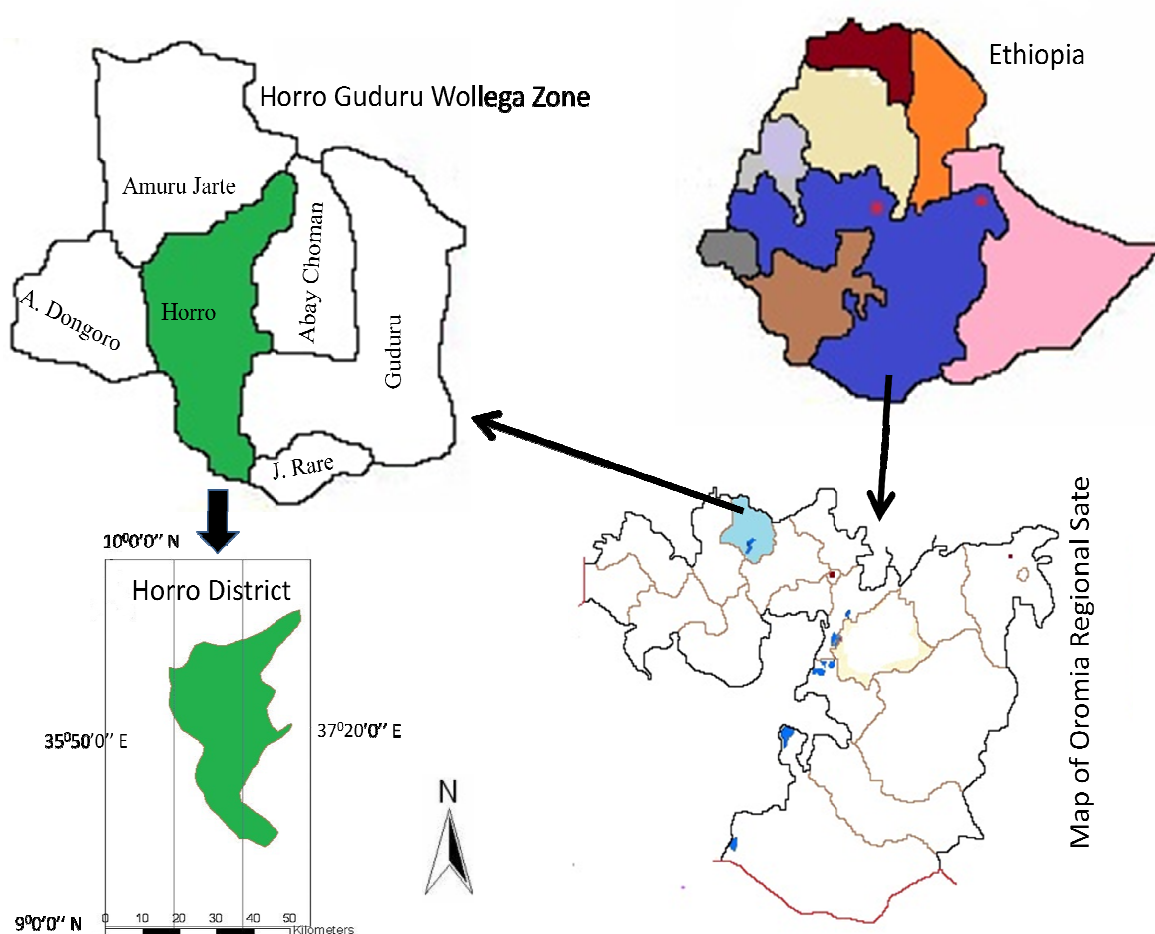 Ethiopia
Horro Guduru Wollega Zone
Amuru Jarte
A. Dongoro
Horro
Abay Choman
Guduru
J. Rare
Map of Oromia Regional Sate
10⁰0'0'' N
Horro District
35⁰50'0'' E
37⁰20'0'' E
N
9⁰0'0'' N
0 10 20 30 40 50
Kilometers